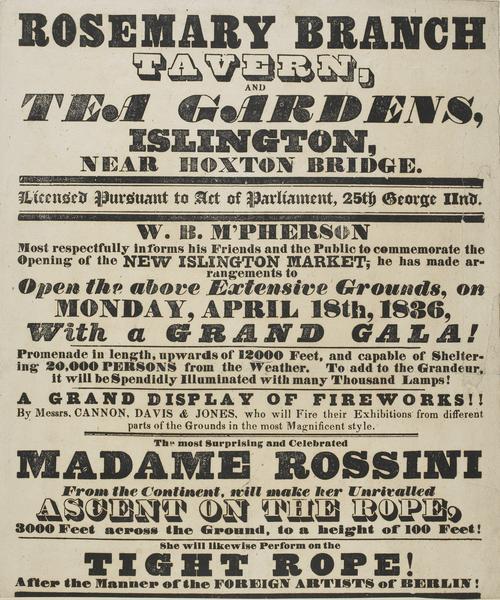 ROSEMARY BRANCH
TAVERN,
AND
TEA GARDENS,
ISLINGTON,
NEAR HOXTON BRIDGE.
Licensed Pursuant to Act of Parliament, 25th George IInd.
W. B. M'PHERSON
Most respectfully informs his Friends and the Public to commemorate the
Opening of the NEW ISLINGTON MARKET; he has made ar-
rangements to
Open the above Extensive Grounds, on
MONDAY, APRIL 18th, 1836,
With a GRAND GALA!
Promenade in length, upwards of 12000 Feet, and capable of Shelter-
ing 20,000 PERSONS from the Weather. To add to the Grandeur,
it will be Spendidly Illuminated with many Thousand Lamps!
A GRAND DISPLAY OF FIREWORKS!!
By Messrs. CANNON, DAVIS & JONES, who will Fire their Exhibitions from different
parts of the Grounds in the most Magnificent style.
The most Surprising and Celebrated
MADAME ROSSINI
From the Continent, will make her Unrivalled
ASCENT ON THE ROPE,
3000 Feet across the Ground, to a height of 100 Feet!
She will likewise Perform on the
TIGHT ROPE!
After the Manner of the FOREIGN ARTISTS of BERLIN!